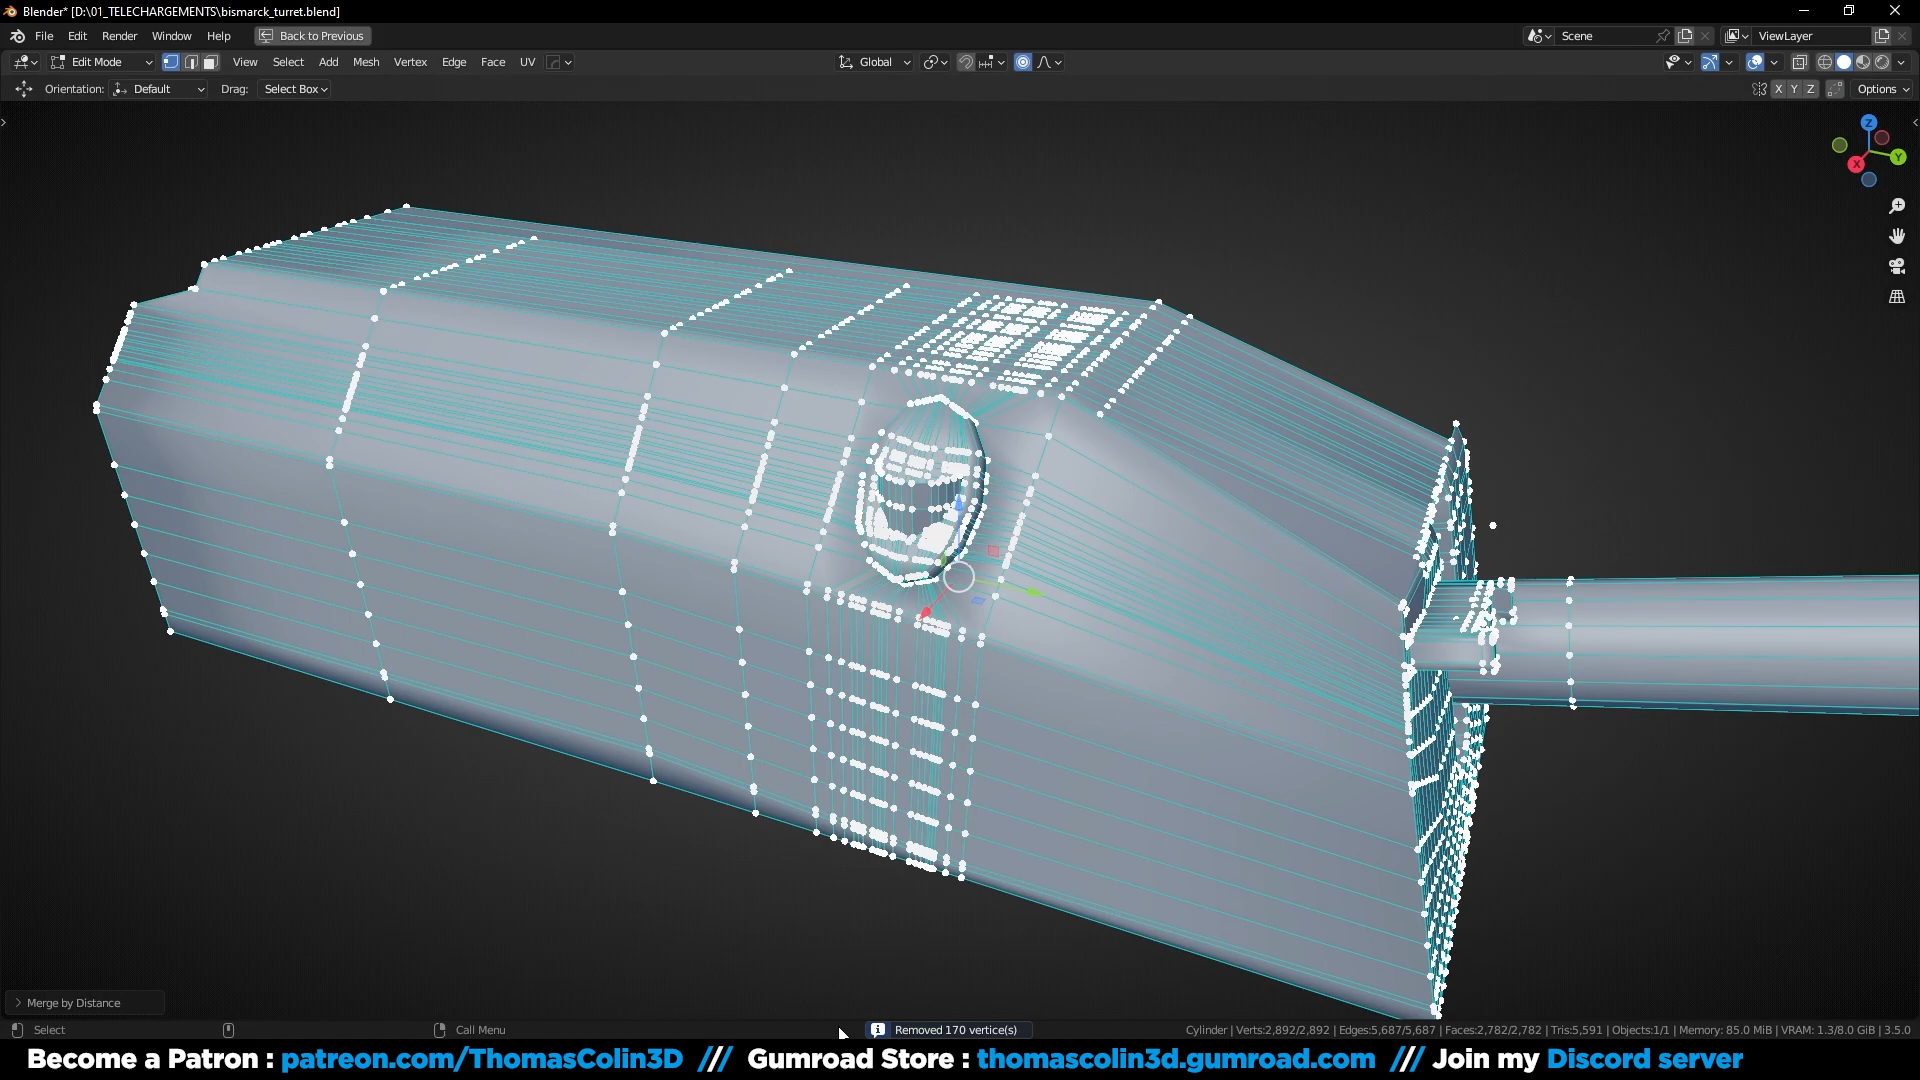 Blender* [D:\01_TELECHARGEMENTS\bismarck_turret.blend]
File Edit Render Window Help Back to Previous Scene ViewLayer
Edit Mode View Select Add Mesh Vertex Edge Face UV Global
Orientation: Default Drag: Select Box X Y Z Options
Z
Y
X
Merge by Distance
Select Call Menu Removed 170 vertice(s) Cylinder | Verts:2,892/2,892 | Edges:5,687/5,687 | Faces:2,782/2,782 | Tris:5,591 | Objects:1/1 | Memory: 85.0 MiB | VRAM: 1.3/8.0 GiB | 3.5.0
Become a Patron : patreon.com/ThomasColin3D /// Gumroad Store : thomascolin3d.gumroad.com /// Join my Discord server